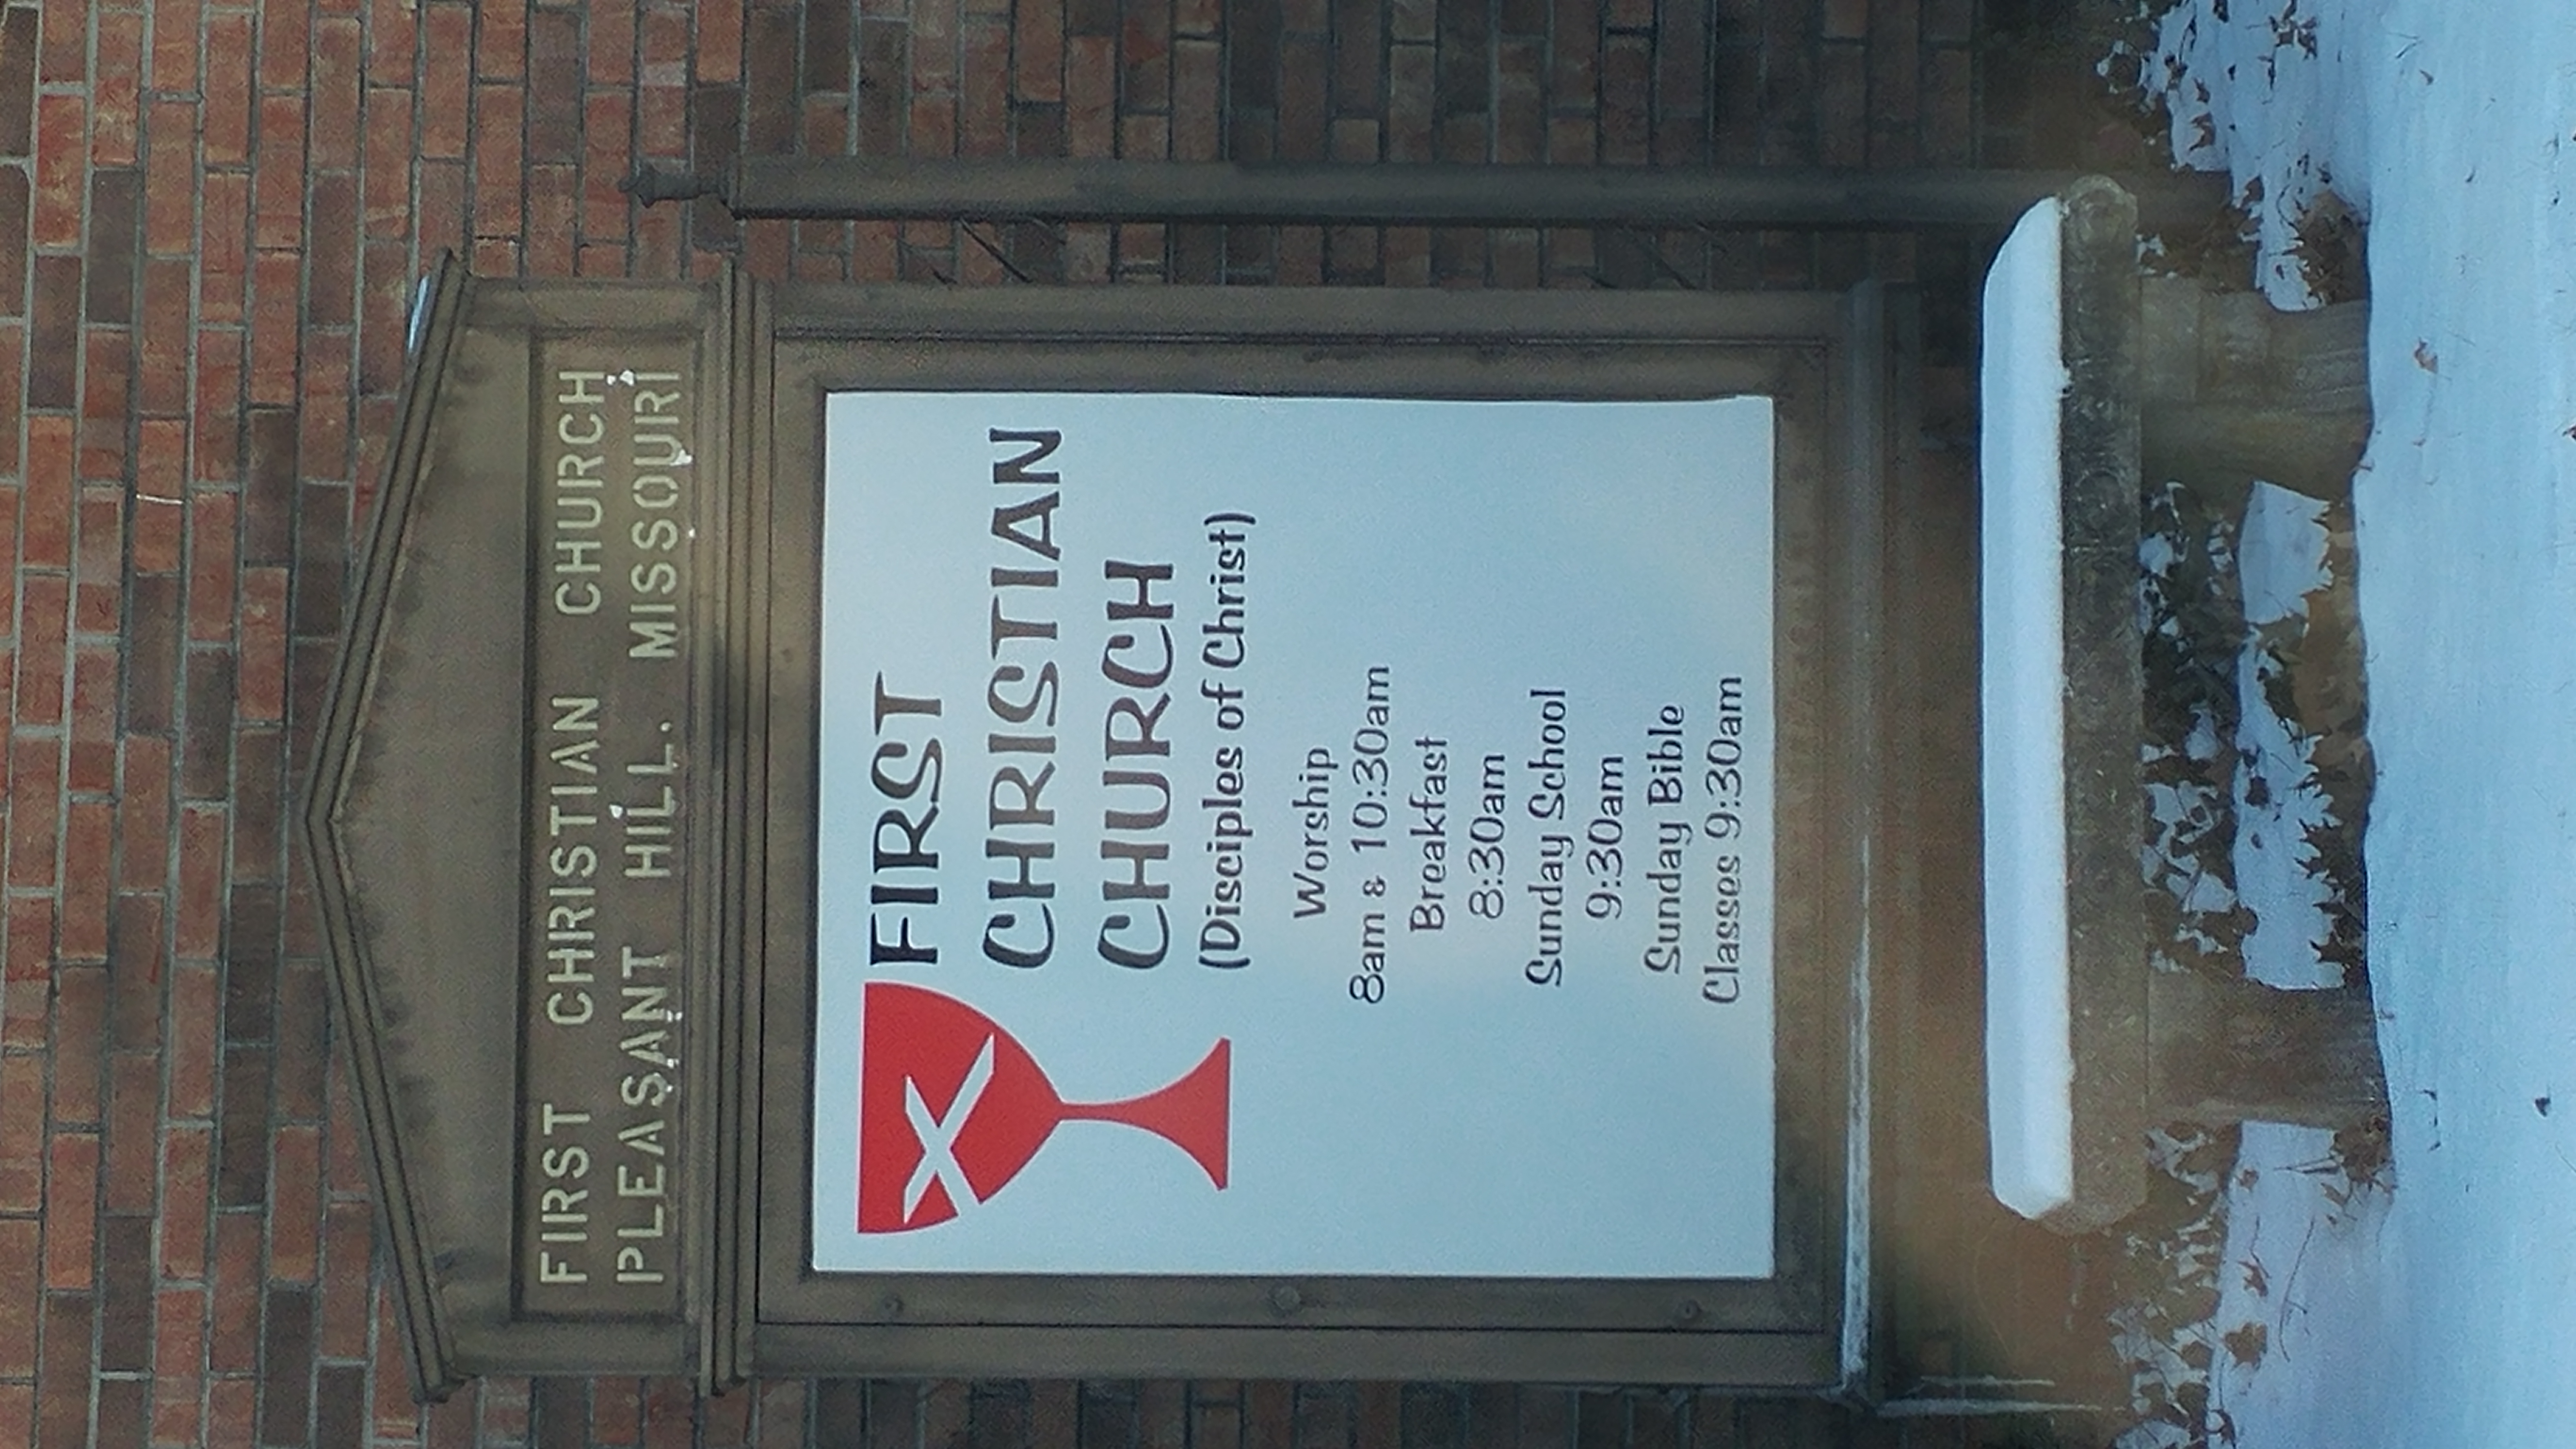 FIRST CHRISTIAN CHURCH
PLEASANT HILL. MISSOURI
FIRST
CHRISTIAN
CHURCH
(Disciples of Christ)
Worship
8am & 10:30am
Breakfast
8:30am
Sunday School
9:30am
Sunday Bible
Classes 9:30am